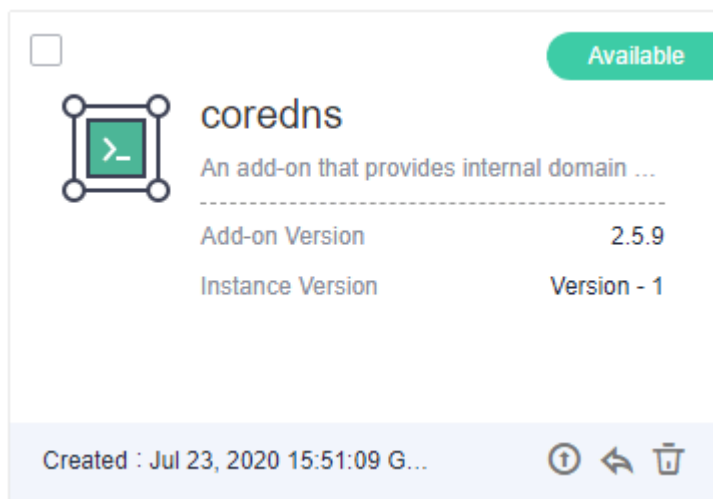 Available
coredns
An add-on that provides internal domain ...
Add-on Version 2.5.9
Instance Version Version - 1
Created : Jul 23, 2020 15:51:09 G...